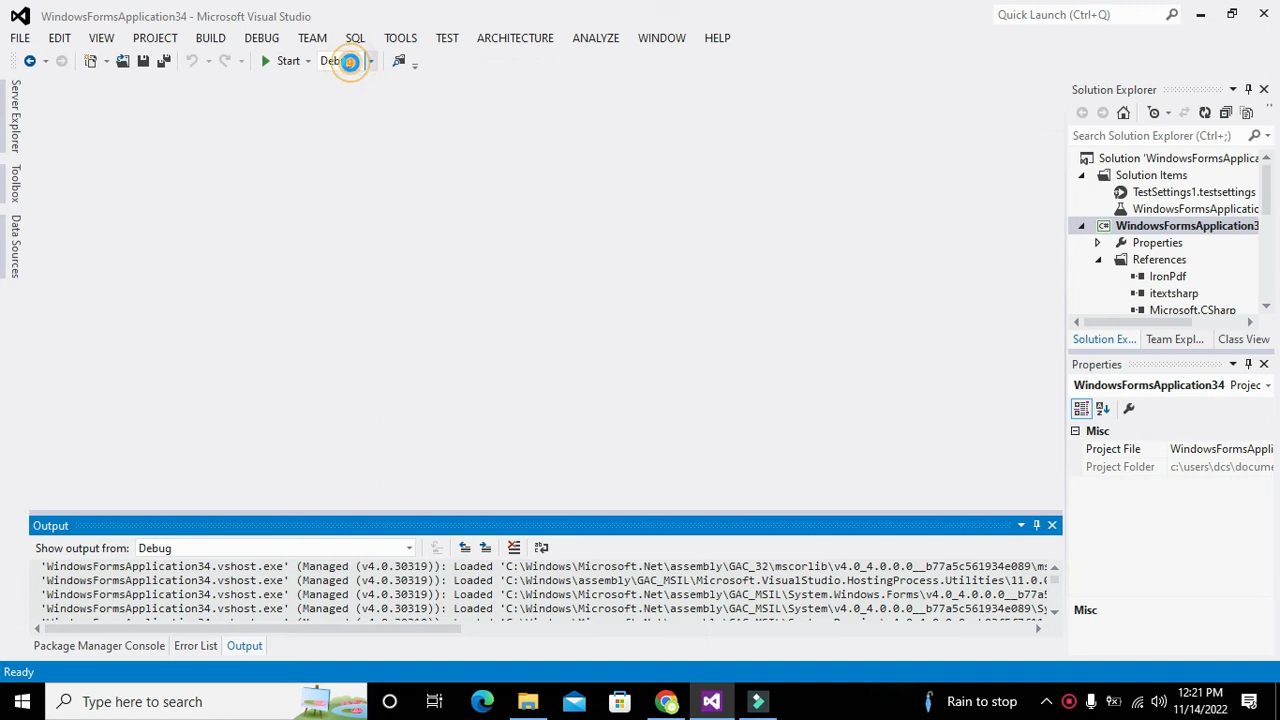 WindowsFormsApplication34 - Microsoft Visual Studio
Quick Launch (Ctrl+Q)
FILE EDIT VIEW PROJECT BUILD DEBUG TEAM SQL TOOLS TEST ARCHITECTURE ANALYZE WINDOW HELP
Start
Server Explorer
Toolbox
Data Sources
Solution Explorer
Search Solution Explorer (Ctrl+;)
Solution 'WindowsFormsApplica
Solution Items
TestSettings1.testsettings
WindowsFormsApplicatio
WindowsFormsApplication3
Properties
References
IronPdf
itextsharp
Microsoft.CSharp
Solution Ex... Team Expl... Class View
Properties
WindowsFormsApplication34 Projec
Misc
Project File WindowsFormsAppli
Project Folder c:\users\dcs\docume
Misc
Output
Show output from: Debug
'WindowsFormsApplication34.vshost.exe' (Managed (v4.0.30319)): Loaded 'C:\Windows\Microsoft.Net\assembly\GAC_32\mscorlib\v4.0_4.0.0.0__b77a5c561934e089\ms
'WindowsFormsApplication34.vshost.exe' (Managed (v4.0.30319)): Loaded 'C:\Windows\assembly\GAC_MSIL\Microsoft.VisualStudio.HostingProcess.Utilities\11.0.0
'WindowsFormsApplication34.vshost.exe' (Managed (v4.0.30319)): Loaded 'C:\Windows\Microsoft.Net\assembly\GAC_MSIL\System.Windows.Forms\v4.0_4.0.0.0__b77a5
'WindowsFormsApplication34.vshost.exe' (Managed (v4.0.30319)): Loaded 'C:\Windows\Microsoft.Net\assembly\GAC_MSIL\System\v4.0_4.0.0.0__b77a5c561934e089\Sy
Package Manager Console Error List Output
Ready
Type here to search
Rain to stop
12:21 PM
11/14/2022